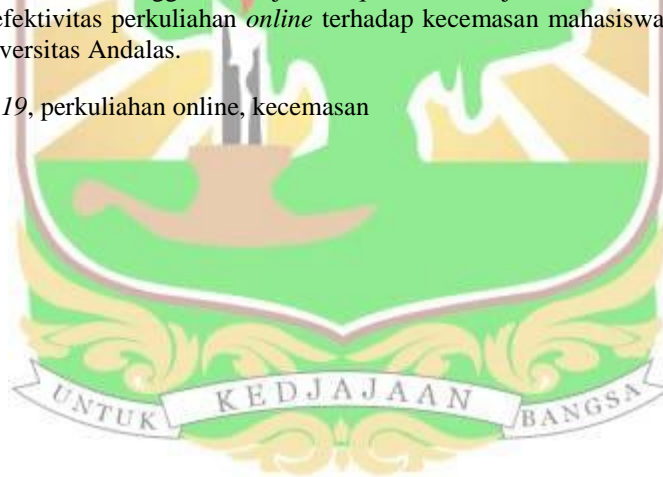 efektivitas perkuliahan online terhadap kecemasan mahasiswa
versitas Andalas.
19, perkuliahan online, kecemasan
UNTUK KEDJAJAAN BANGSA